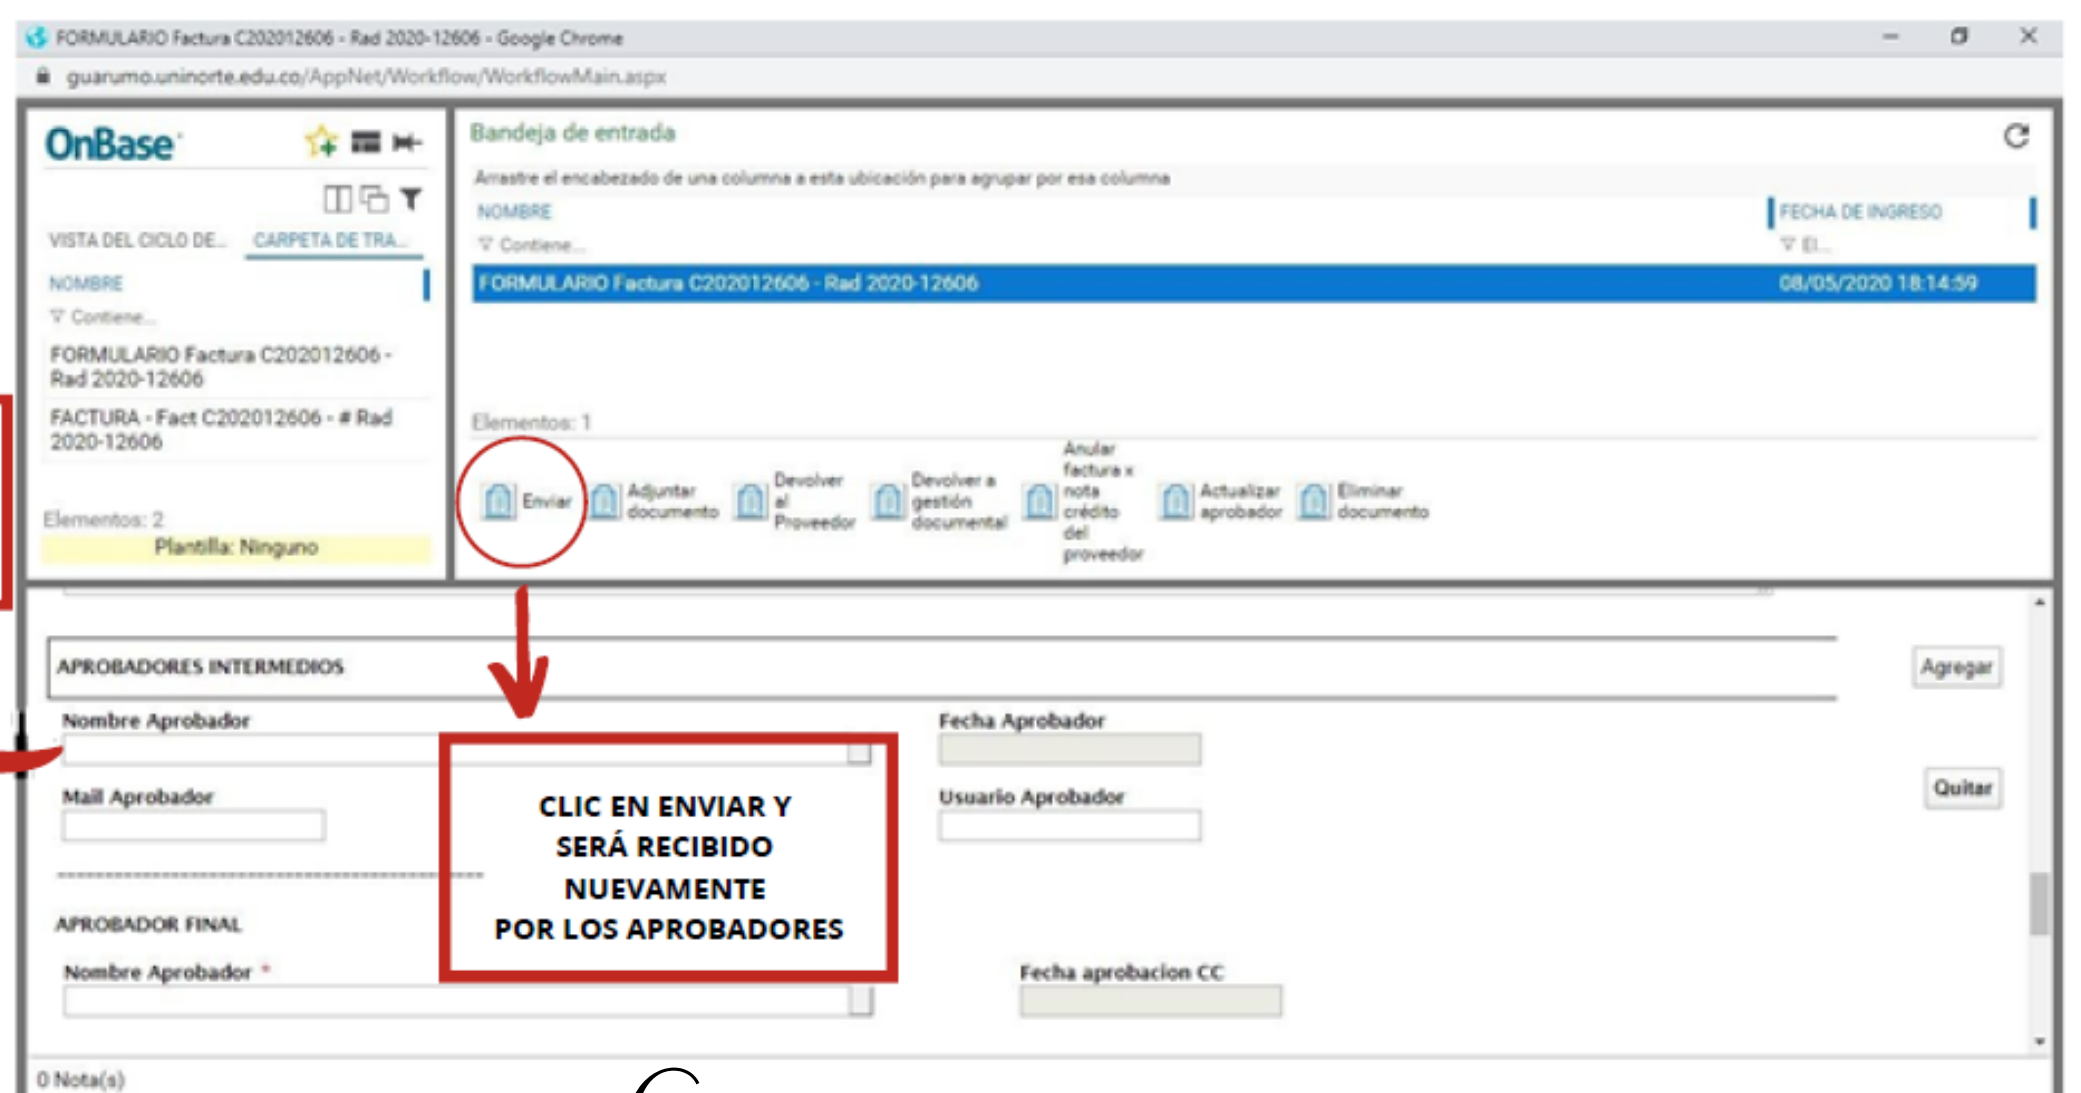 FORMULARIO Factura C202012606 - Rad 2020-12606 - Google Chrome
guarumo.uninorte.edu.co/AppNet/Workflow/WorkflowMain.aspx
OnBase
VISTA DEL CICLO DE... CARPETA DE TRA...
NOMBRE
Contiene...
FORMULARIO Factura C202012606 -
Rad 2020-12606
FACTURA - Fact C202012606 - # Rad
2020-12606
Elementos: 2
Plantilla: Ninguno
Bandeja de entrada
Arrastre el encabezado de una columna a esta ubicación para agrupar por esa columna
NOMBRE FECHA DE INGRESO
Contiene... El...
FORMULARIO Factura C202012606 - Rad 2020-12606 08/05/2020 18:14:59
Elementos: 1
Enviar
Adjuntar
documento
Devolver
al
Proveedor
Devolver a
gestión
documental
Anular
factura x
nota
crédito
del
proveedor
Actualizar
aprobador
Eliminar
documento
APROBADORES INTERMEDIOS
Agregar
Nombre Aprobador Fecha Aprobador
Mail Aprobador Usuario Aprobador
Quitar
CLIC EN ENVIAR Y
SERÁ RECIBIDO
NUEVAMENTE
POR LOS APROBADORES
--------------------------------------------------
APROBADOR FINAL
Nombre Aprobador * Fecha aprobacion CC
0 Nota(s)